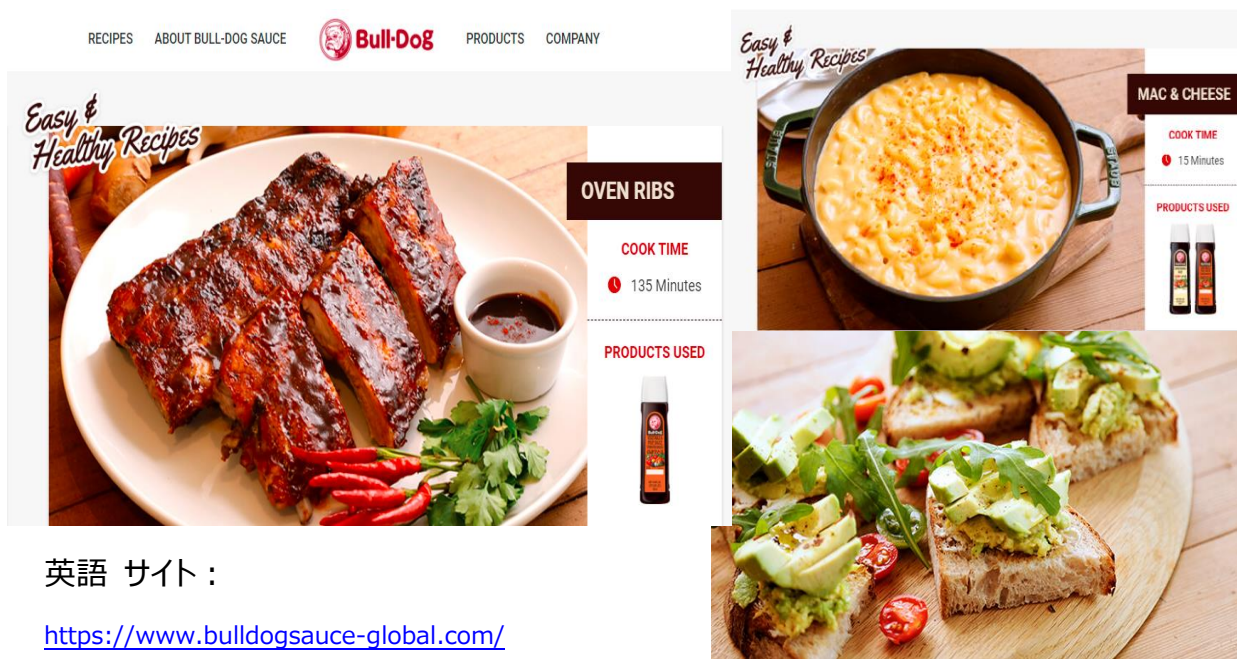 RECIPES ABOUT BULL-DOG SAUCE Bull-Dog PRODUCTS COMPANY
Easy &
Healthy Recipes
OVEN RIBS
COOK TIME
135 Minutes
PRODUCTS USED
Easy &
Healthy Recipes
MAC & CHEESE
COOK TIME
15 Minutes
PRODUCTS USED
STAUB
STAUB
英語 サイト：
https://www.bulldogsauce-global.com/